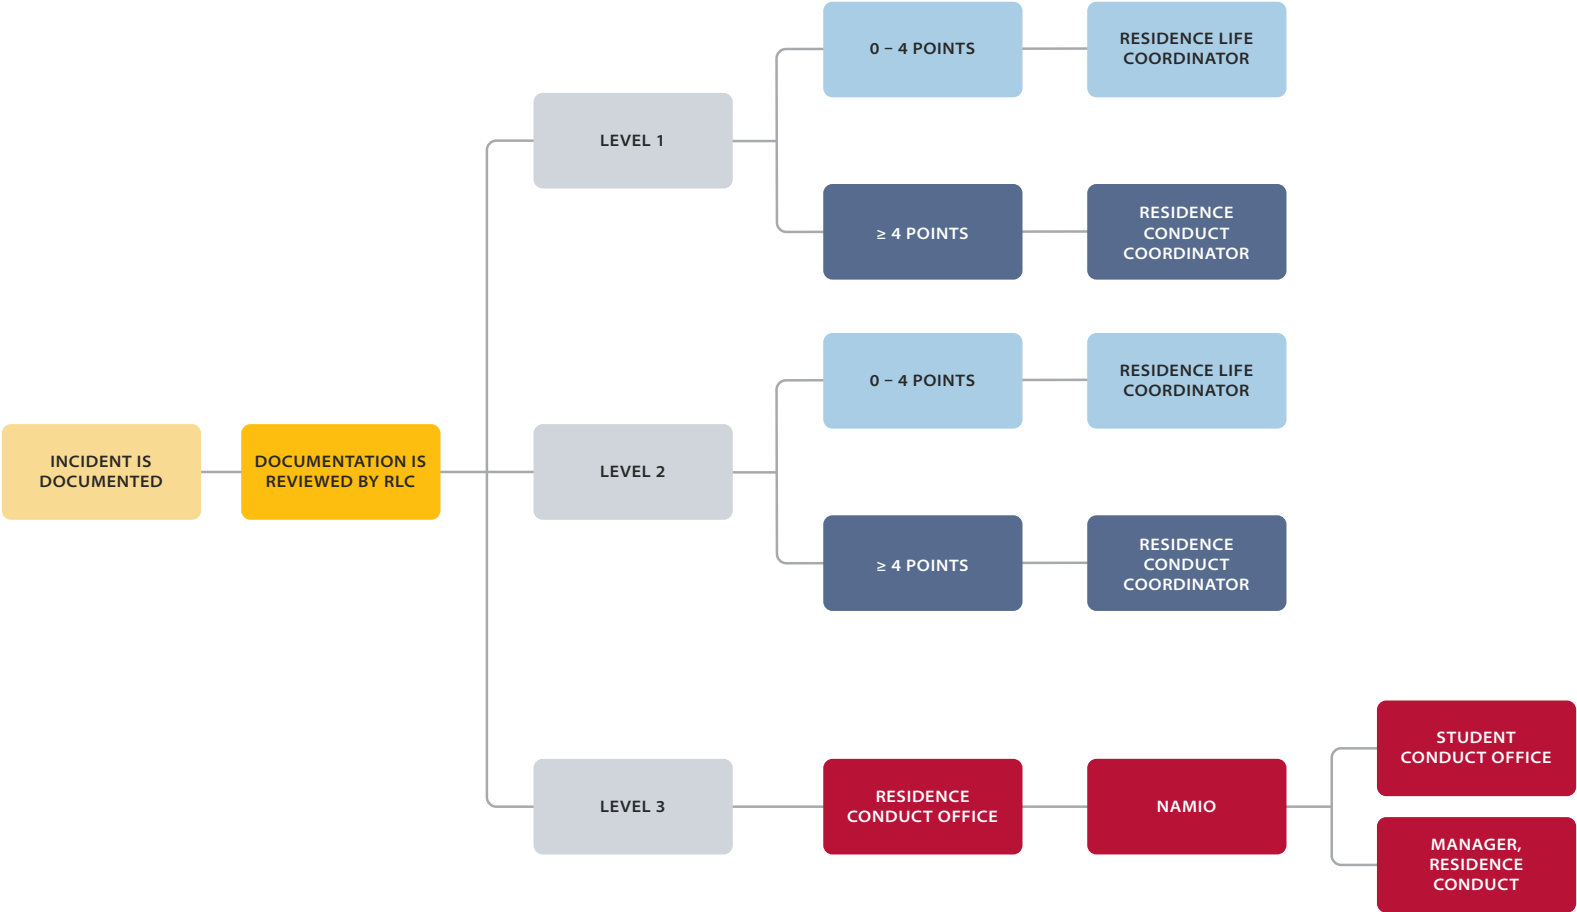 INCIDENT IS
DOCUMENTED
DOCUMENTATION IS
REVIEWED BY RLC
LEVEL 1
0 – 4 POINTS
RESIDENCE LIFE
COORDINATOR
≥ 4 POINTS
RESIDENCE
CONDUCT
COORDINATOR
LEVEL 2
0 – 4 POINTS
RESIDENCE LIFE
COORDINATOR
≥ 4 POINTS
RESIDENCE
CONDUCT
COORDINATOR
LEVEL 3
RESIDENCE
CONDUCT OFFICE
NAMIO
STUDENT
CONDUCT OFFICE
MANAGER,
RESIDENCE
CONDUCT